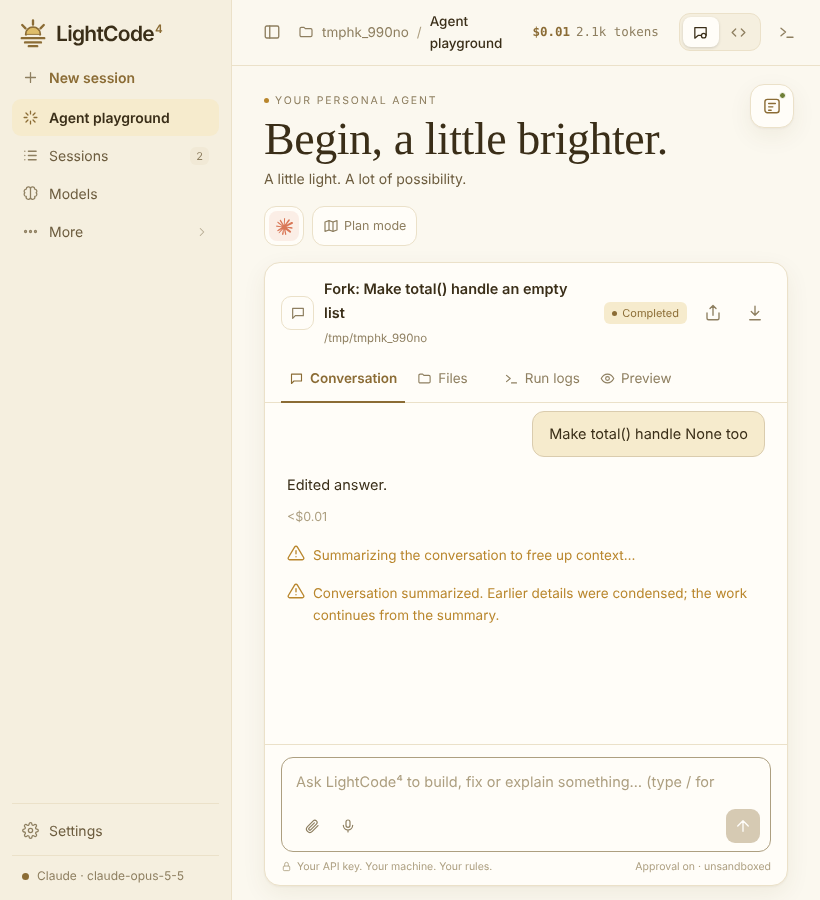 LightCode⁴
New session
Agent playground
Sessions 2
Models
More
Settings
Claude · claude-opus-5-5
tmphk_990no / Agent playground
$0.01 2.1k tokens
YOUR PERSONAL AGENT
Begin, a little brighter.
A little light. A lot of possibility.
Plan mode
Fork: Make total() handle an empty
list
/tmp/tmphk_990no
Completed
Conversation Files Run logs Preview
Make total() handle None too
Edited answer.
<$0.01
Summarizing the conversation to free up context...
Conversation summarized. Earlier details were condensed; the work
continues from the summary.
Ask LightCode⁴ to build, fix or explain something... (type / for
Your API key. Your machine. Your rules.
Approval on · unsandboxed